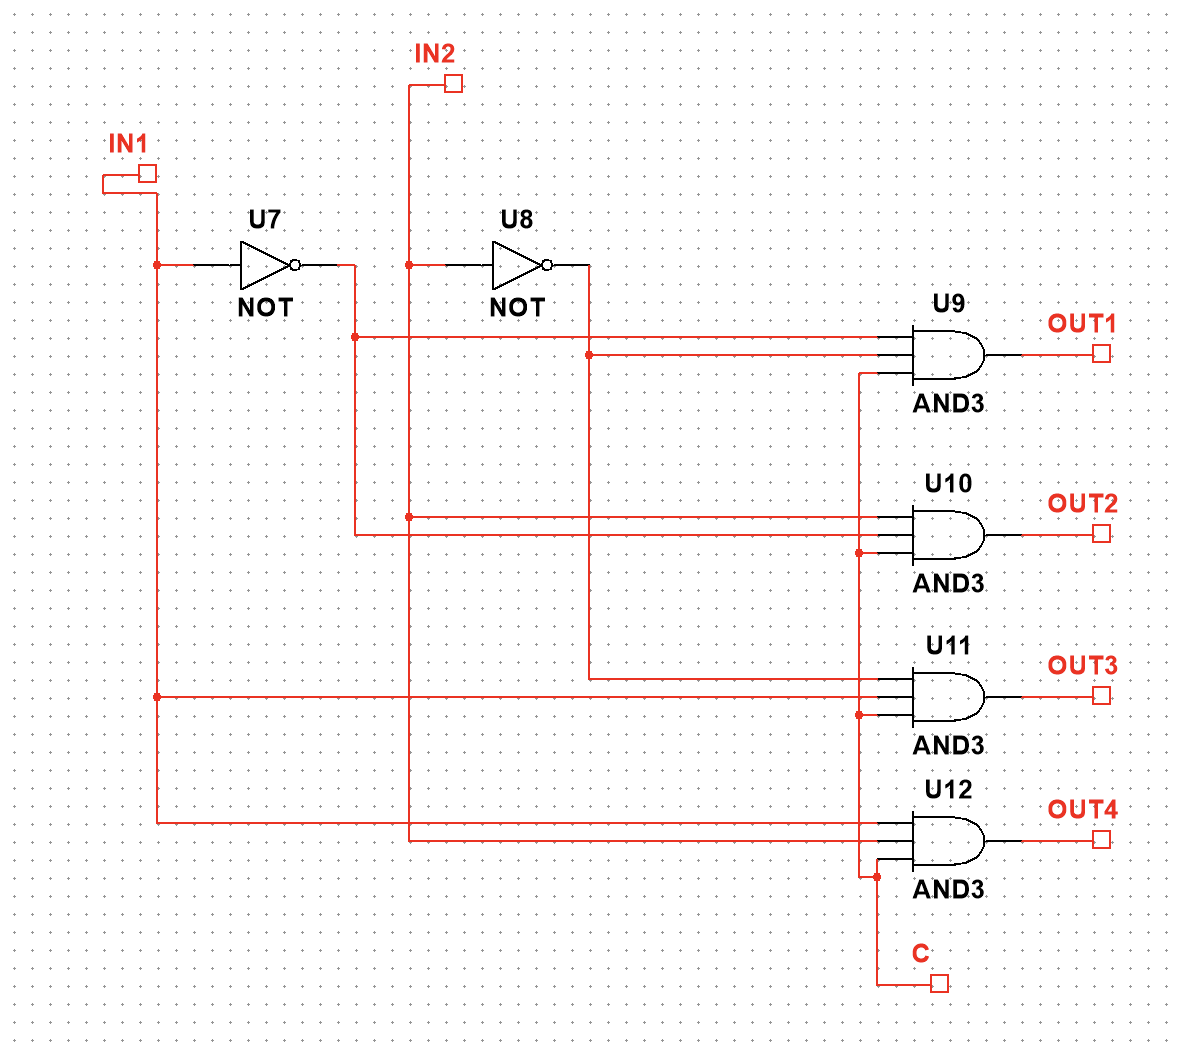 IN2
IN1
U7
U8
NOT
NOT
U9
OUT1
AND3
U10
OUT2
AND3
U11
OUT3
AND3
U12
OUT4
AND3
C